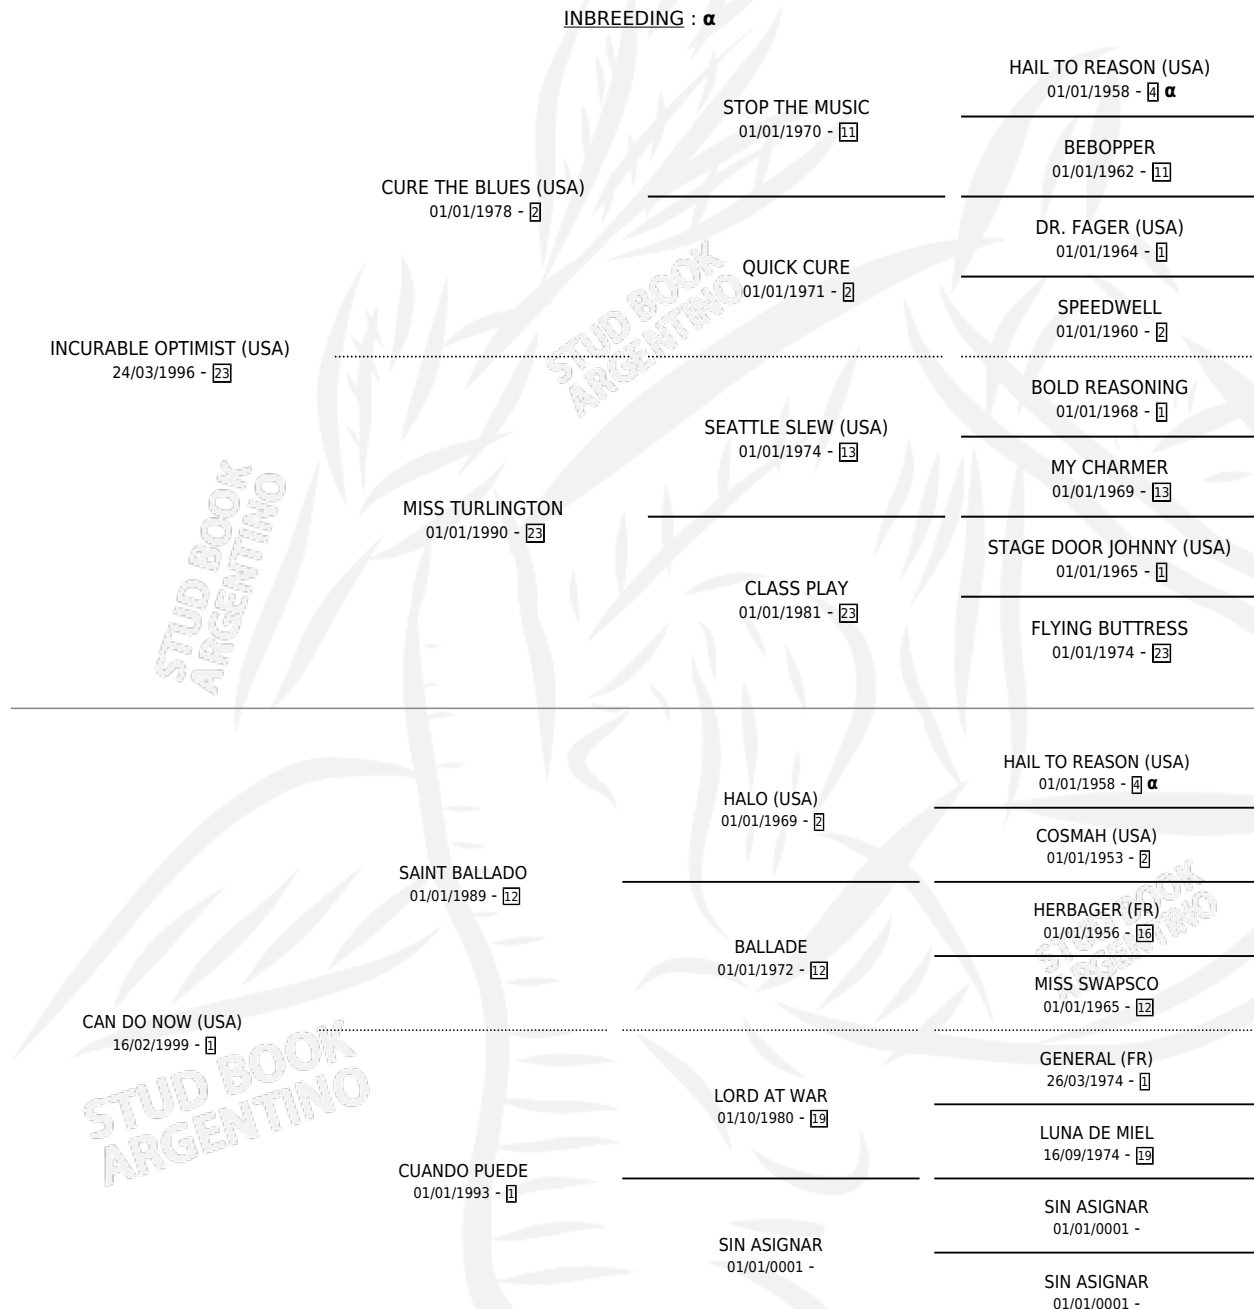 INBREEDING : α
HAIL TO REASON (USA)
01/01/1958 - 4 α
STOP THE MUSIC
01/01/1970 - 11
BEBOPPER
01/01/1962 - 11
CURE THE BLUES (USA)
01/01/1978 - 2
DR. FAGER (USA)
01/01/1964 - 1
QUICK CURE
01/01/1971 - 2
SPEEDWELL
01/01/1960 - 2
INCURABLE OPTIMIST (USA)
24/03/1996 - 23
BOLD REASONING
01/01/1968 - 1
SEATTLE SLEW (USA)
01/01/1974 - 13
MY CHARMER
01/01/1969 - 13
MISS TURLINGTON
01/01/1990 - 23
STAGE DOOR JOHNNY (USA)
01/01/1965 - 1
CLASS PLAY
01/01/1981 - 23
FLYING BUTTRESS
01/01/1974 - 23
HAIL TO REASON (USA)
01/01/1958 - 4 α
HALO (USA)
01/01/1969 - 2
COSMAH (USA)
01/01/1953 - 2
SAINT BALLADO
01/01/1989 - 12
HERBAGER (FR)
01/01/1956 - 16
BALLADE
01/01/1972 - 12
MISS SWAPSCO
01/01/1965 - 12
CAN DO NOW (USA)
16/02/1999 - 1
GENERAL (FR)
26/03/1974 - 1
LORD AT WAR
01/10/1980 - 19
LUNA DE MIEL
16/09/1974 - 19
CUANDO PUEDE
01/01/1993 - 1
SIN ASIGNAR
01/01/0001 -
SIN ASIGNAR
01/01/0001 -
SIN ASIGNAR
01/01/0001 -
STUD BOOK
ARGENTINO
STUD BOOK
ARGENTINO
STUD BOOK
ARGENTINO
STUD BOOK
ARGENTINO